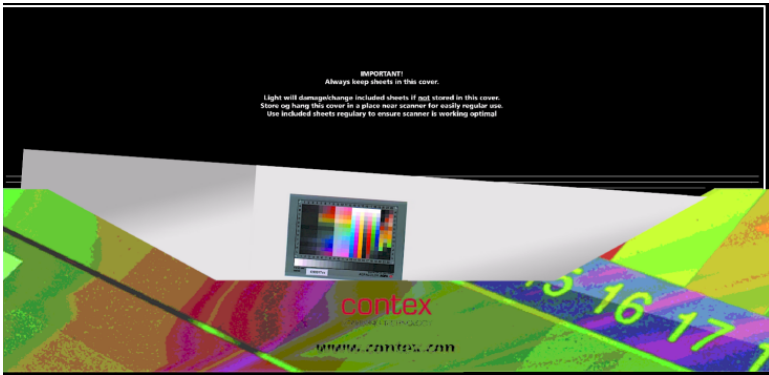 IMPORTANT!
Always keep sheets in this cover.
Light will damage/change included sheets if not stored in this cover.
Store og hang this cover in a place near scanner for easily regular use.
Use included sheets regulary to ensure scanner is working optimal
15 16 17 1
contex
www.contex.com